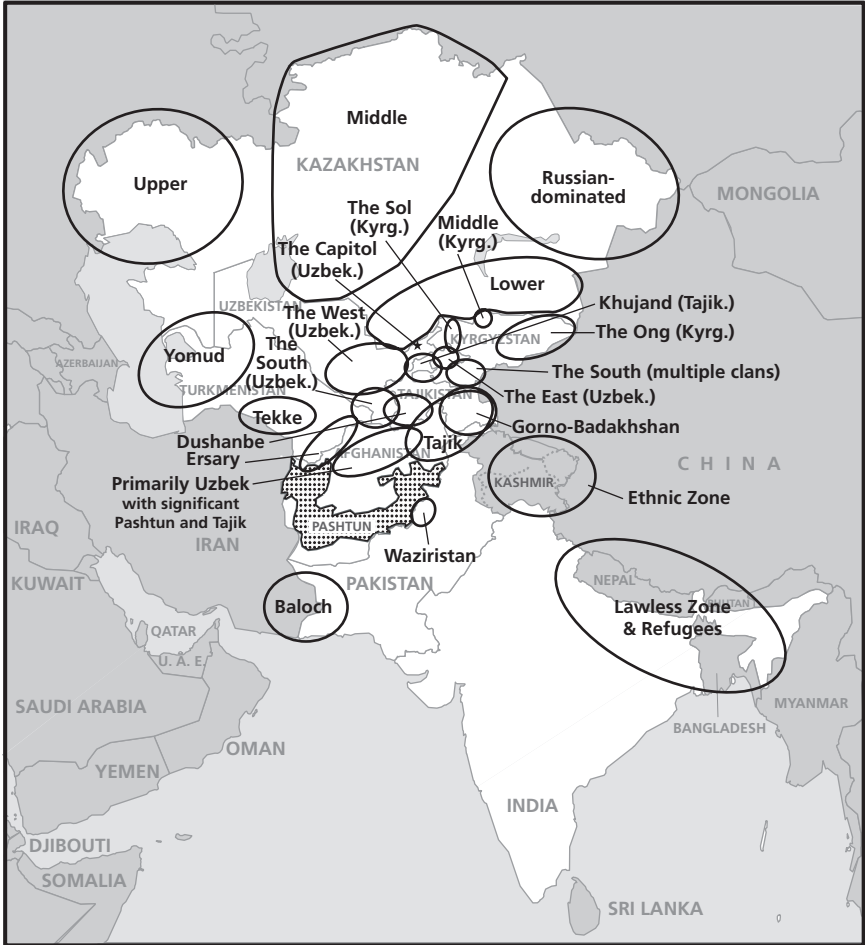 Middle
KAZAKHSTAN
Upper
Russian-
dominated
MONGOLIA
The Sol
(Kyrg.)
Middle
(Kyrg.)
The Capitol
(Uzbek.)
Lower
UZBEKISTAN
The West
(Uzbek.)
Khujand (Tajik.)
KYRGYZSTAN
The Ong (Kyrg.)
Yomud
The
South
(Uzbek.)
AZERBAIJAN
The South (multiple clans)
TURKMENISTAN
TAJIKISTAN
The East (Uzbek.)
Tekke
Gorno-Badakhshan
Dushanbe
Tajik
Ersary
AFGHANISTAN
CHINA
Primarily Uzbek
with significant
Pashtun and Tajik
KASHMIR
Ethnic Zone
IRAQ
PASHTUN
IRAN
Waziristan
KUWAIT
PAKISTAN
NEPAL
Baloch
BHUTAN
Lawless Zone
& Refugees
QATAR
U. A. E.
SAUDI ARABIA
MYANMAR
BANGLADESH
OMAN
YEMEN
INDIA
DJIBOUTI
SOMALIA
SRI LANKA